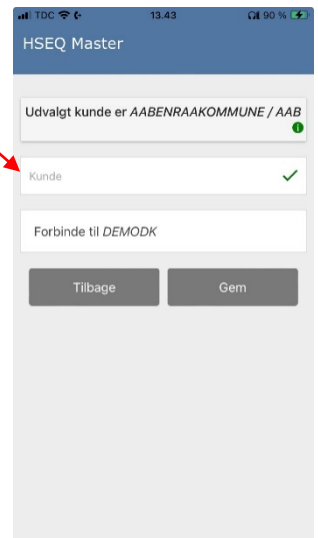 TDC 13.43 90 %
HSEQ Master
Udvalgt kunde er AABENRAAKOMMUNE / AAB
Kunde
Forbinde til DEMODK
Tilbage Gem